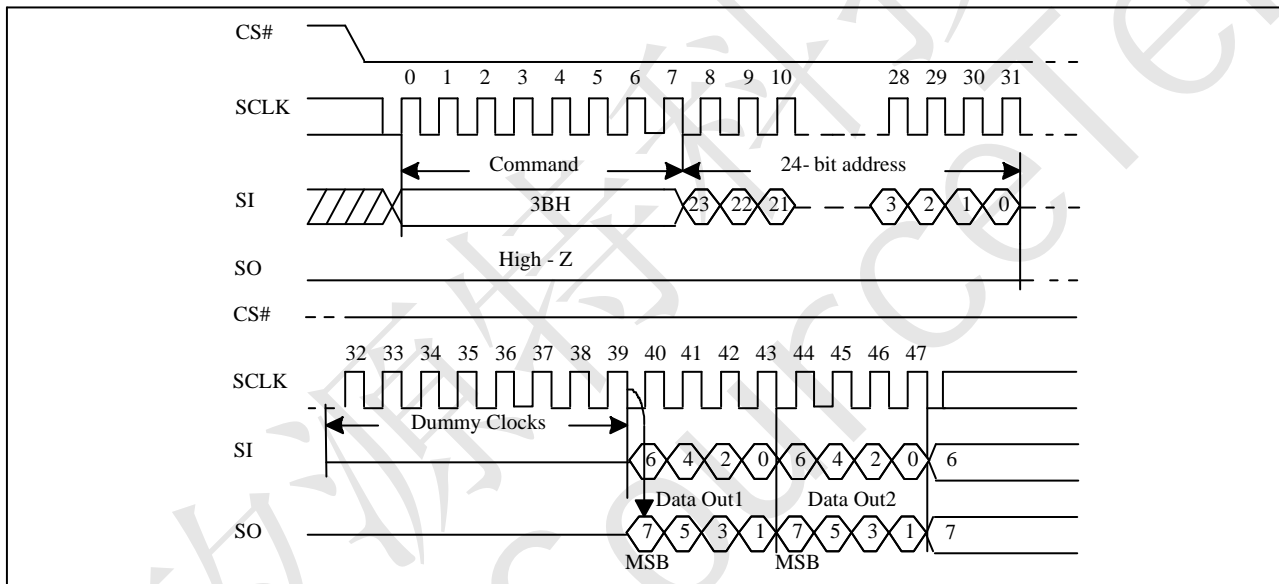 CS#
0 1 2 3 4 5 6 7 8 9 10 28 29 30 31
SCLK
Command 24- bit address
SI 3BH 23 22 21 3 2 1 0
High - Z
SO
CS#
32 33 34 35 36 37 38 39 40 41 42 43 44 45 46 47
SCLK
Dummy Clocks
SI 6 4 2 0 6 4 2 0 6
Data Out1 Data Out2
SO 7 5 3 1 7 5 3 1 7
MSB MSB